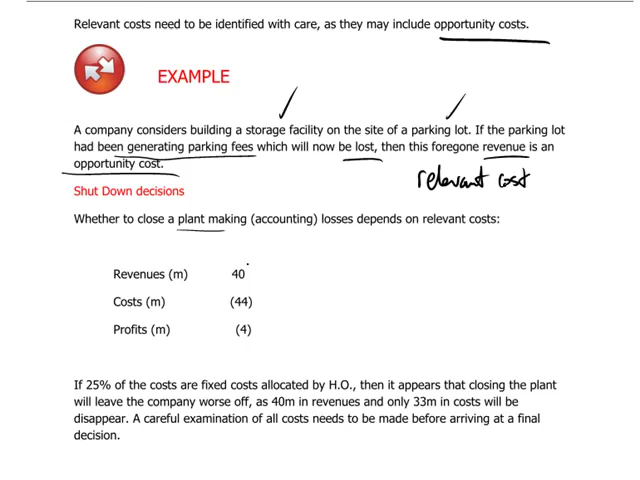 Relevant costs need to be identified with care, as they may include opportunity costs.
EXAMPLE
A company considers building a storage facility on the site of a parking lot. If the parking lot
had been generating parking fees which will now be lost, then this foregone revenue is an
opportunity cost.
relevant cost
Shut Down decisions
Whether to close a plant making (accounting) losses depends on relevant costs:
Revenues (m) 40
Costs (m) (44)
Profits (m) (4)
If 25% of the costs are fixed costs allocated by H.O., then it appears that closing the plant
will leave the company worse off, as 40m in revenues and only 33m in costs will be
disappear. A careful examination of all costs needs to be made before arriving at a final
decision.